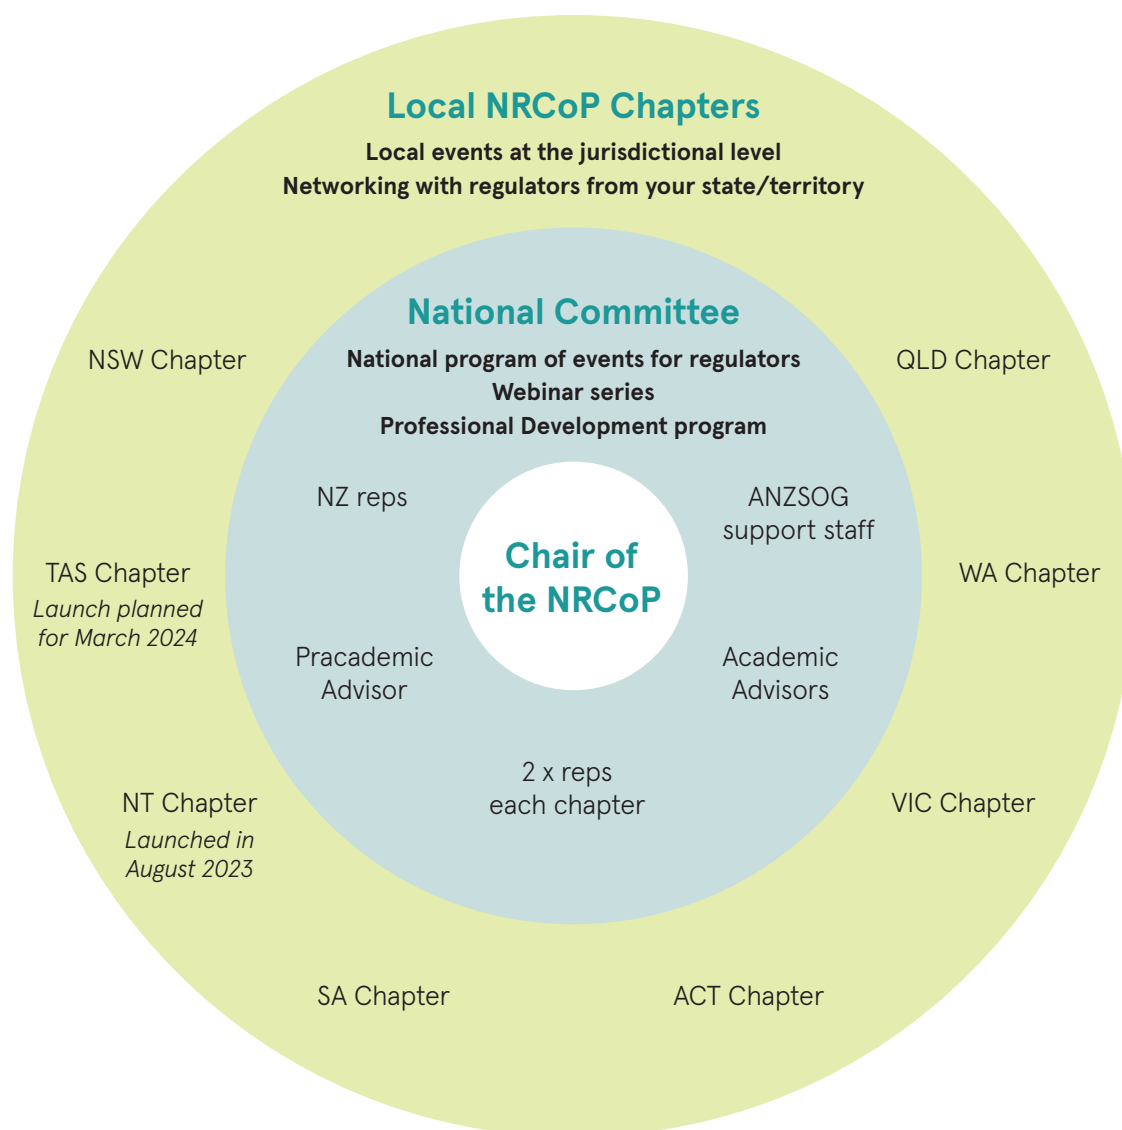 Local NRCoP Chapters
Local events at the jurisdictional level
Networking with regulators from your state/territory
National Committee
National program of events for regulators
Webinar series
Professional Development program
NSW Chapter
QLD Chapter
NZ reps
ANZSOG
support staff
Chair of
the NRCoP
TAS Chapter
Launch planned
for March 2024
WA Chapter
Pracademic
Advisor
Academic
Advisors
2 x reps
each chapter
NT Chapter
Launched in
August 2023
VIC Chapter
SA Chapter
ACT Chapter